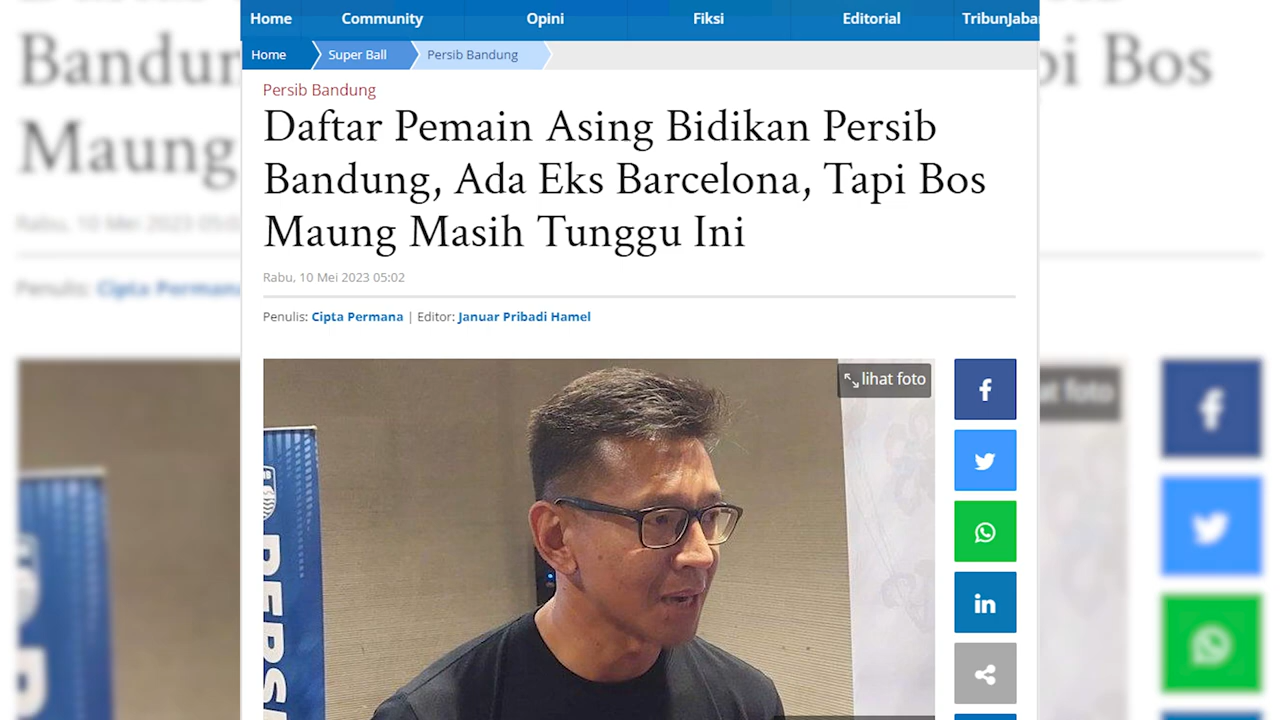 Home Community Opini Fiksi Editorial TribunJaba
Home Super Ball Persib Bandung
Persib Bandung
Daftar Pemain Asing Bidikan Persib
Bandung, Ada Eks Barcelona, Tapi Bos
Maung Masih Tunggu Ini
Rabu, 10 Mei 2023 05:02
Penulis: Cipta Permana | Editor: Januar Pribadi Hamel
lihat foto
PERS